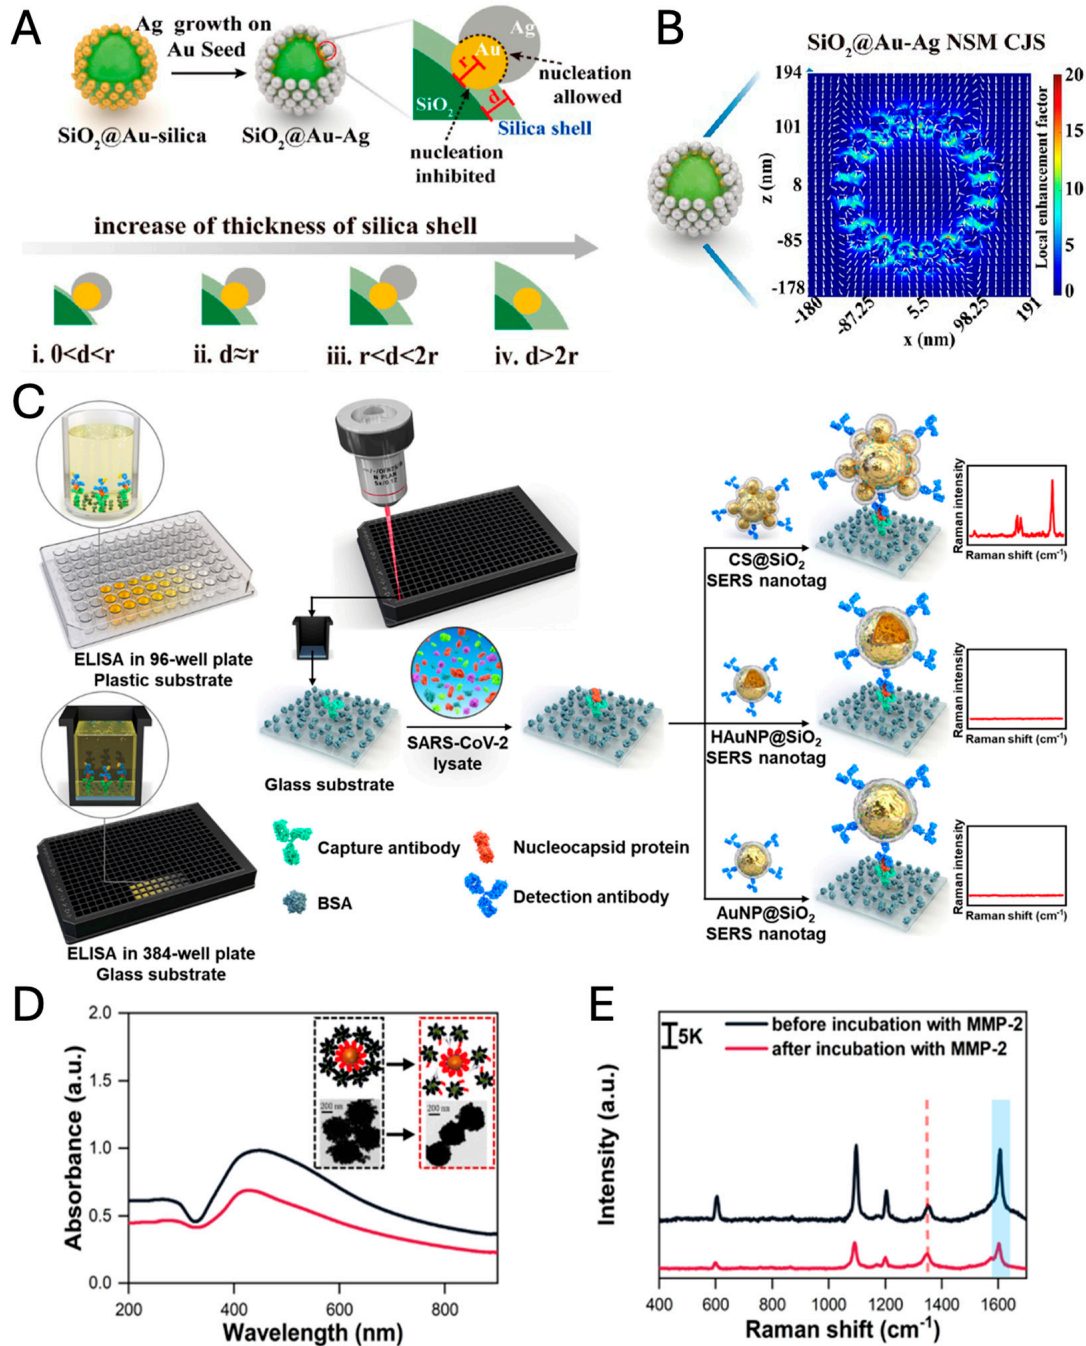 A
Ag growth on
Au Seed
SiO2@Au-silica
SiO2@Au-Ag
Ag
Au
r
d
SiO2
nucleation
allowed
Silica shell
nucleation
inhibited
increase of thickness of silica shell
i. 0<d<r
ii. d≈r
iii. r<d<2r
iv. d>2r
B
SiO2@Au-Ag NSM CJS
194
101
8
-85
-178
z (nm)
-180
-87.25
5.5
98.25
191
x (nm)
20
15
10
5
0
Local enhancement factor
C
ELISA in 96-well plate
Plastic substrate
ELISA in 384-well plate
Glass substrate
N PLAN
5x/0.12
Glass substrate
SARS-CoV-2
lysate
Capture antibody
Nucleocapsid protein
BSA
Detection antibody
CS@SiO2
SERS nanotag
Raman intensity
Raman shift (cm-1)
HAuNP@SiO2
SERS nanotag
Raman intensity
Raman shift (cm-1)
AuNP@SiO2
SERS nanotag
Raman intensity
Raman shift (cm-1)
D
2.0
1.5
1.0
0.5
0.0
Absorbance (a.u.)
200 nm
200 nm
200
400
600
800
Wavelength (nm)
E
5K
before incubation with MMP-2
after incubation with MMP-2
Intensity (a.u.)
400
600
800
1000
1200
1400
1600
Raman shift (cm-1)